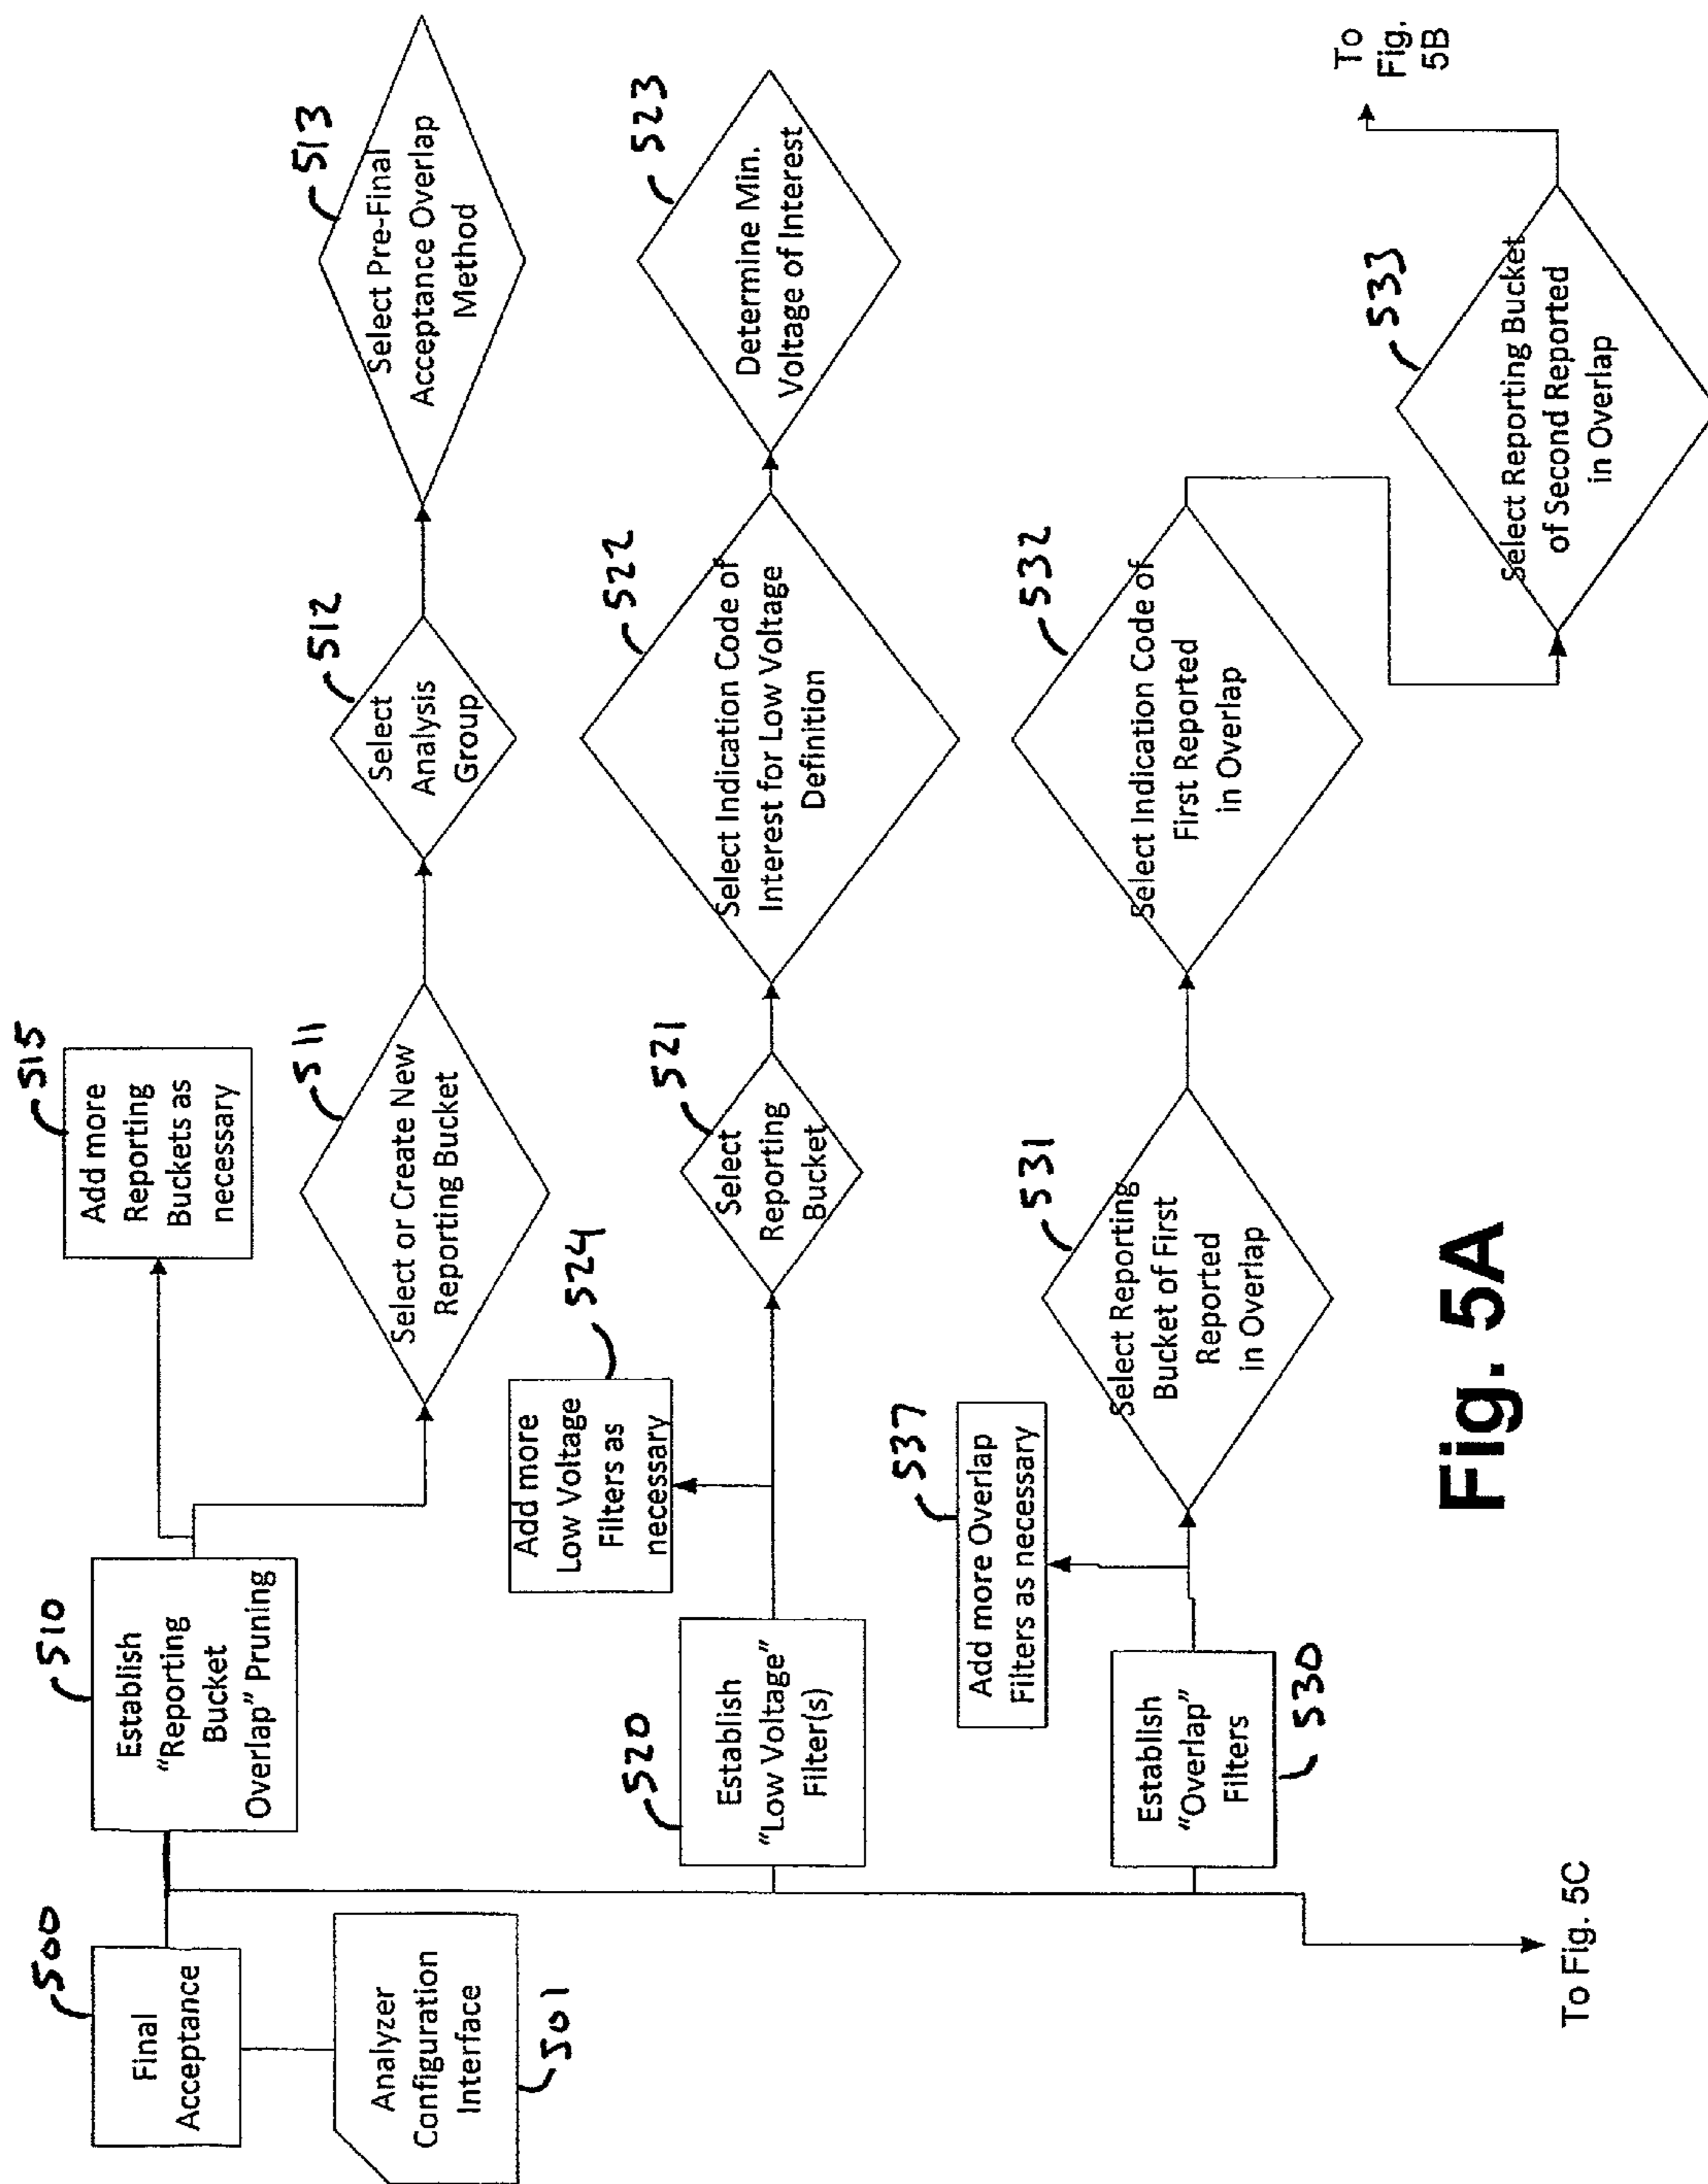 500
Final
Acceptance
Analyzer
Configuration
Interface
501
510
Establish
“Reporting
Bucket
Overlap” Pruning
515
Add more
Reporting
Buckets as
necessary
511
Select or Create New
Reporting Bucket
512
Select
Analysis
Group
513
Select Pre-Final
Acceptance Overlap
Method
520
Establish
“Low Voltage”
Filter(s)
524
Add more
Low Voltage
Filters as
necessary
521
Select
Reporting
Bucket
522
Select Indication Code of
Interest for Low Voltage
Definition
523
Determine Min.
Voltage of Interest
530
Establish
“Overlap”
Filters
537
Add more Overlap
Filters as necessary
531
Select Reporting
Bucket of First
Reported
in Overlap
532
Select Indication Code of
First Reported
in Overlap
533
Select Reporting Bucket
of Second Reported
in Overlap
To
Fig.
5B
To Fig. 5C
Fig. 5A